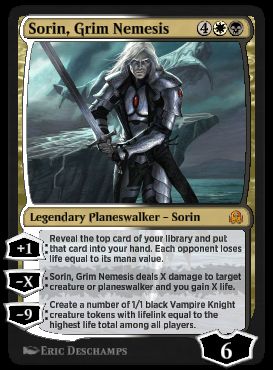 Sorin, Grim Nemesis 4
Legendary Planeswalker – Sorin
+1
Reveal the top card of your library and put
that card into your hand. Each opponent loses
life equal to its mana value.
-X
Sorin, Grim Nemesis deals X damage to target
creature or planeswalker and you gain X life.
-9
Create a number of 1/1 black Vampire Knight
creature tokens with lifelink equal to the
highest life total among all players.
Eric Deschamps
6